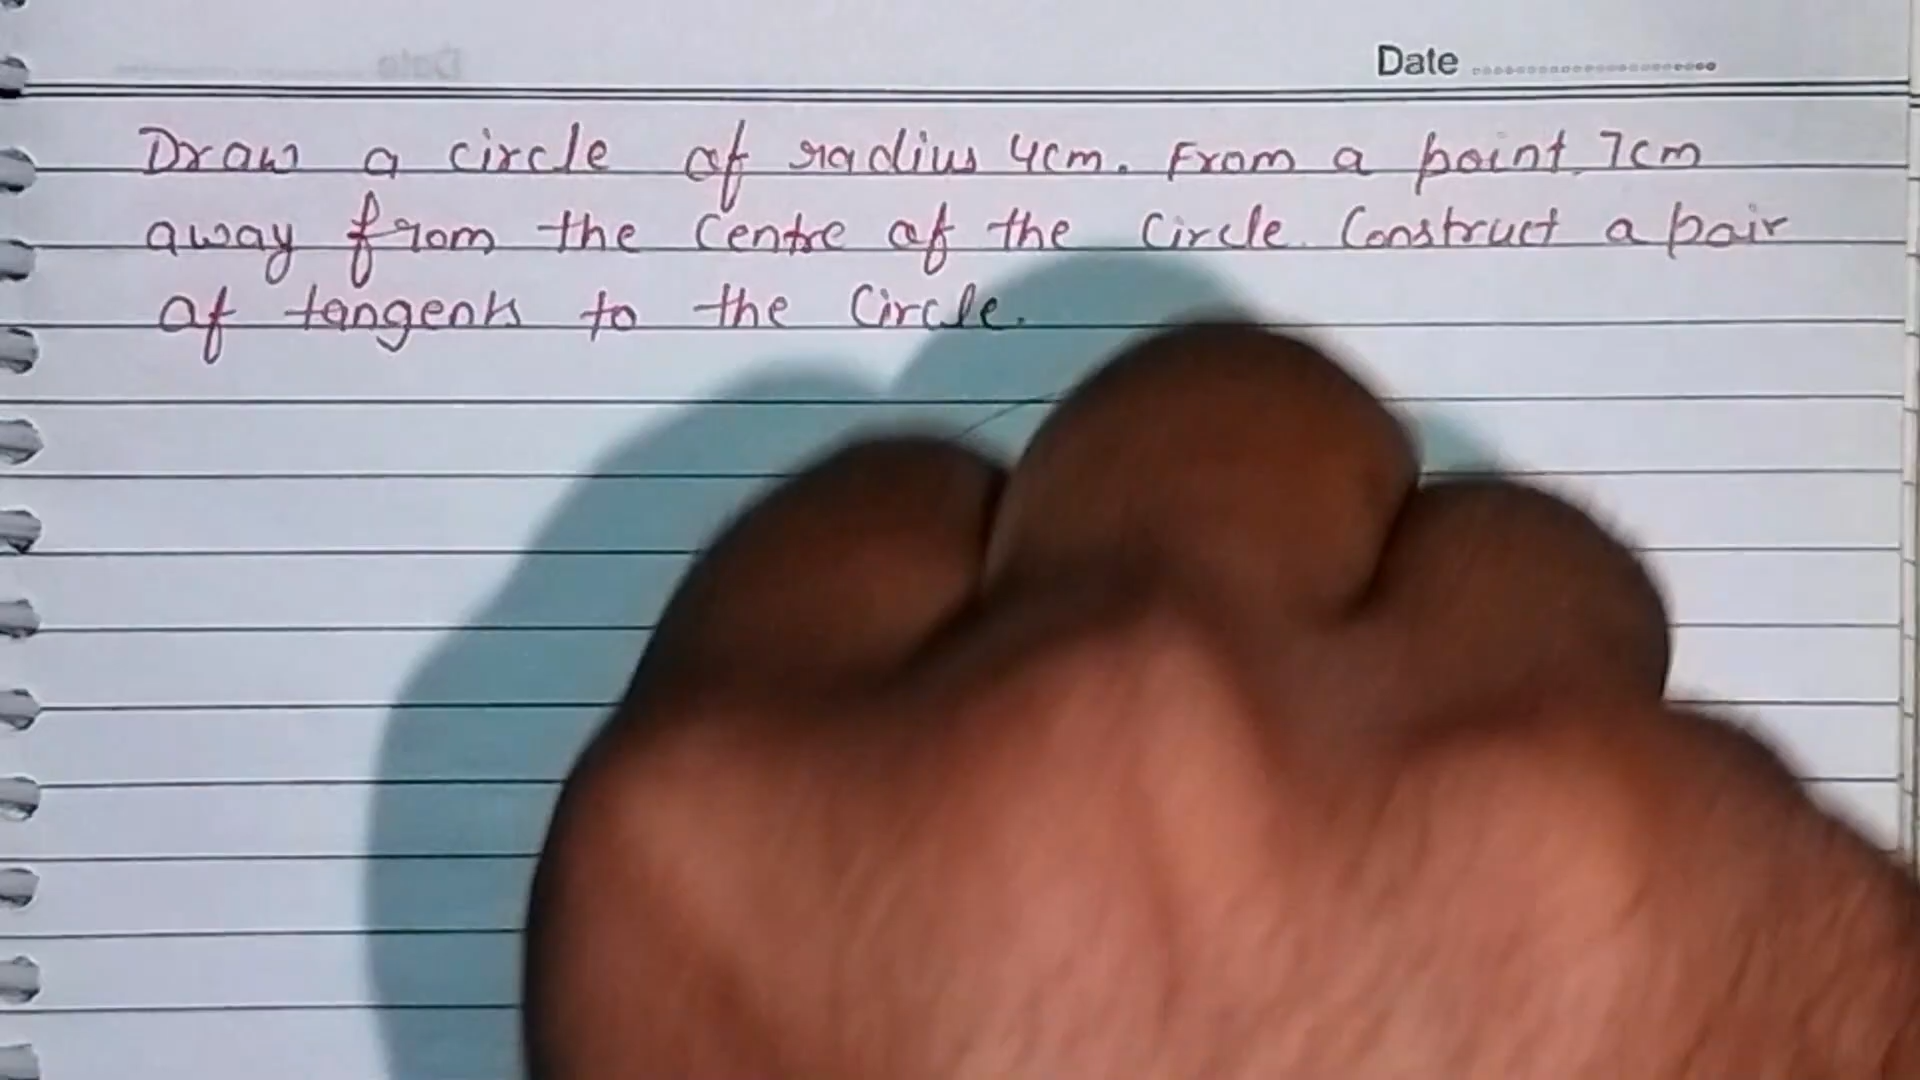 Date
Draw a circle of radius 4cm. From a point 7cm
away from the Centre of the Circle. Construct a pair
of tangents to the Circle.